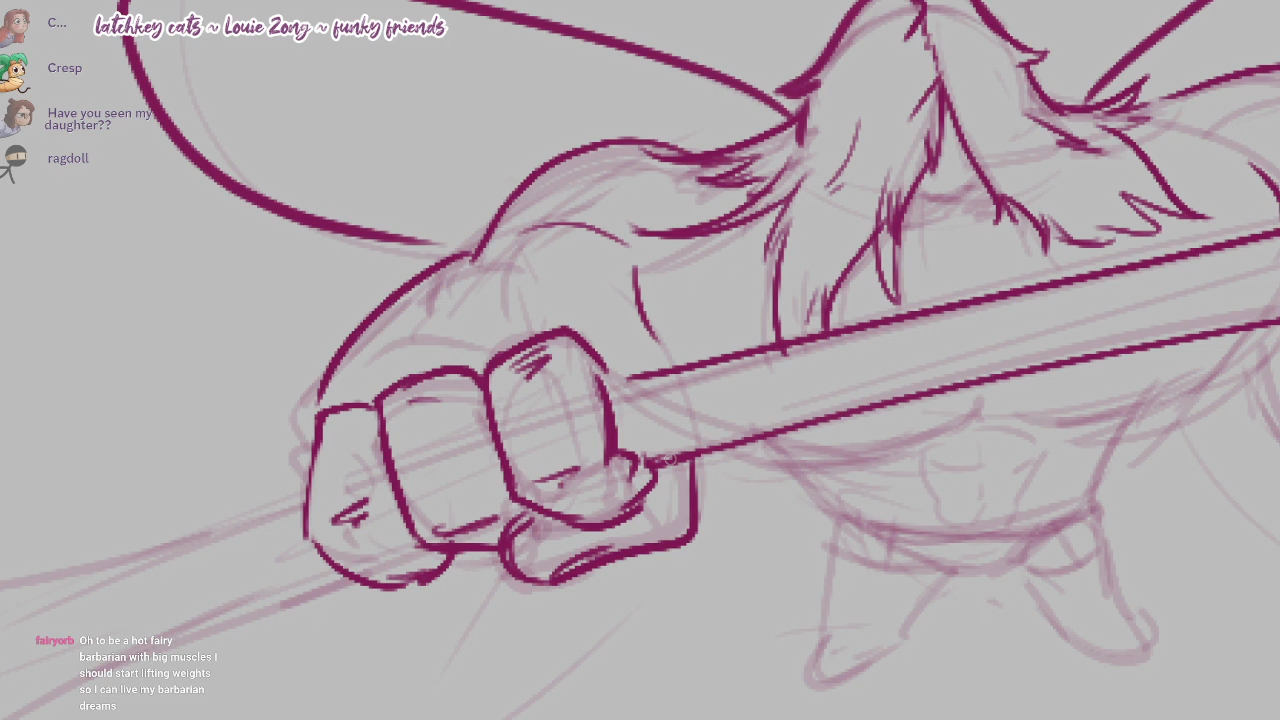 latchkey cats ~ Louie Zong ~ funky friends
C...
Cresp
Have you seen my
daughter??
ragdoll
fairyorb Oh to be a hot fairy
barbarian with big muscles I
should start lifting weights
so I can live my barbarian
dreams